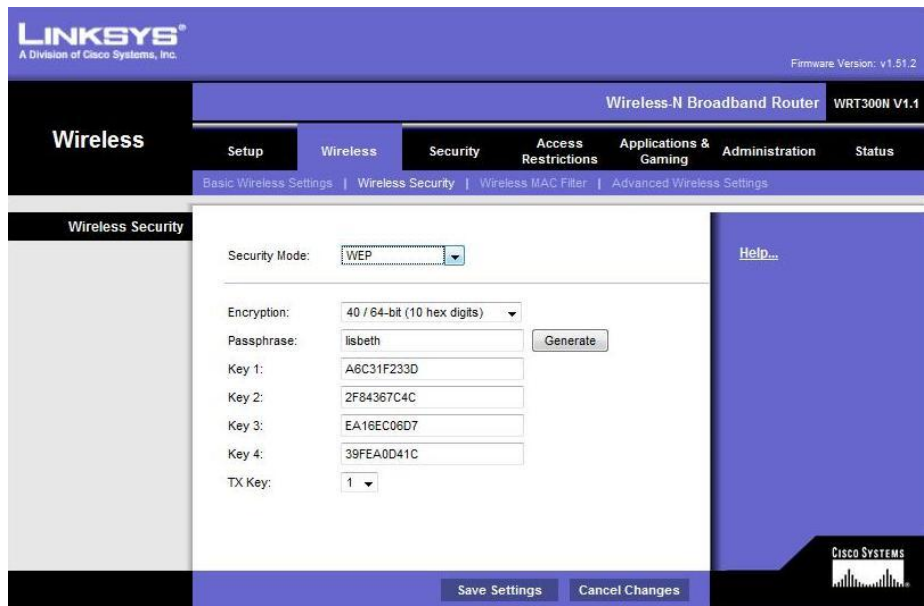 LINKSYS®
A Division of Cisco Systems, Inc.
Firmware Version: v1.51.2
Wireless-N Broadband Router WRT300N V1.1
Wireless
Setup Wireless Security Access Restrictions Applications & Gaming Administration Status
Basic Wireless Settings | Wireless Security | Wireless MAC Filter | Advanced Wireless Settings
Wireless Security
Security Mode: WEP
Help...
Encryption: 40 / 64-bit (10 hex digits)
Passphrase: lisbeth Generate
Key 1: A6C31F233D
Key 2: 2F84367C4C
Key 3: EA16EC06D7
Key 4: 39FEA0D41C
TX Key: 1
CISCO SYSTEMS
Save Settings Cancel Changes